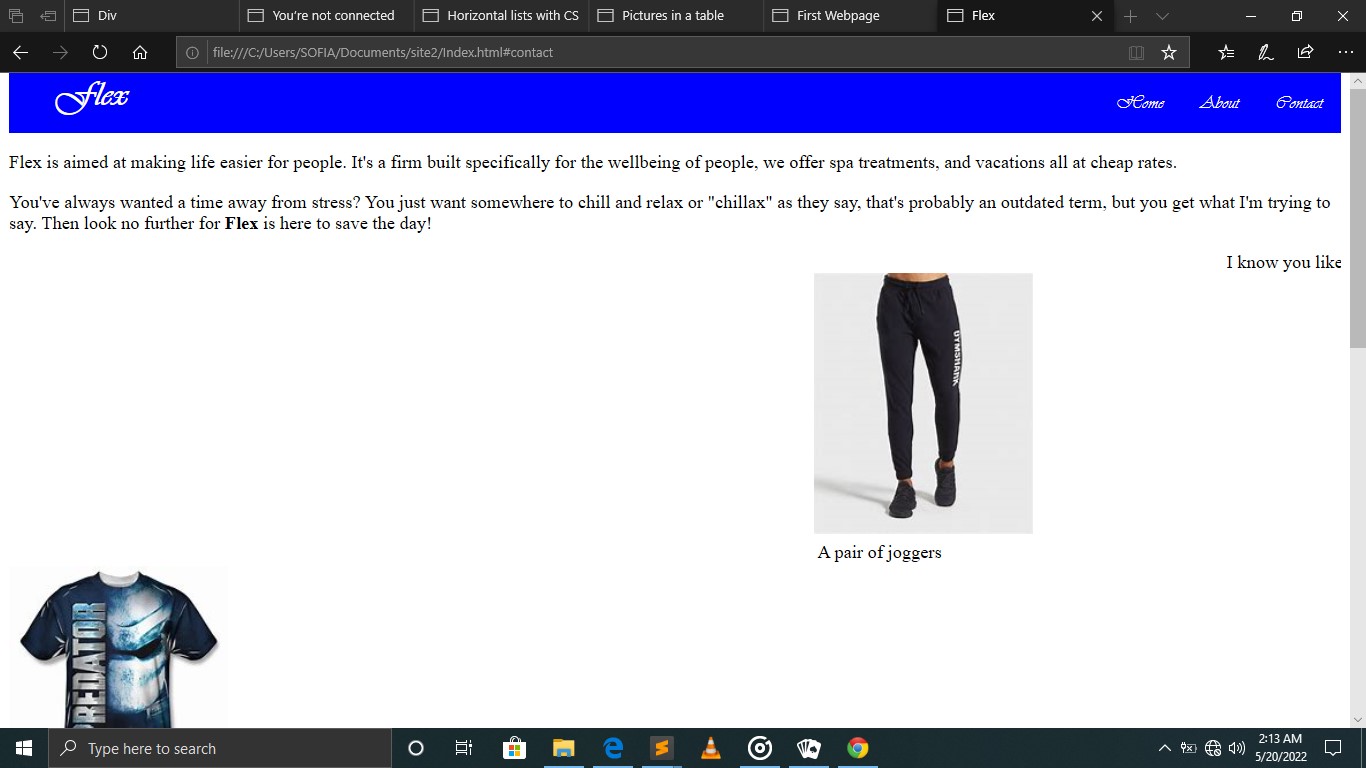 Div
You're not connected
Horizontal lists with CS
Pictures in a table
First Webpage
Flex
file:///C:/Users/SOFIA/Documents/site2/Index.html#contact
Flex
Home About Contact
Flex is aimed at making life easier for people. It's a firm built specifically for the wellbeing of people, we offer spa treatments, and vacations all at cheap rates.
You've always wanted a time away from stress? You just want somewhere to chill and relax or "chillax" as they say, that's probably an outdated term, but you get what I'm trying to
say. Then look no further for Flex is here to save the day!
I know you like
GYMSHARK
A pair of joggers
PREDATOR
Type here to search
2:13 AM
5/20/2022